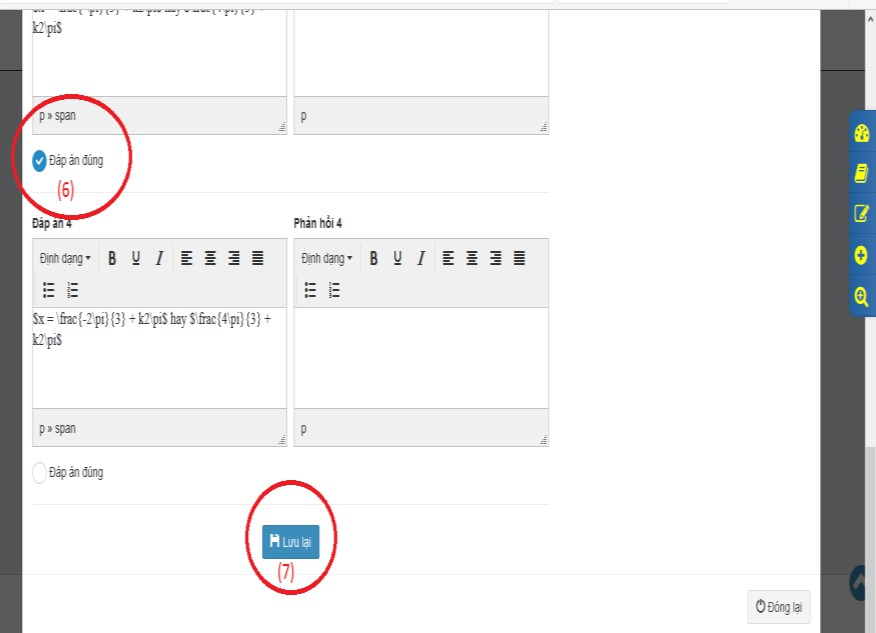 k2\pi$
p » span
p
Đáp án đúng
(6)
Đáp án 4
Phản hồi 4
Định dạng B U I
Định dạng B U I
$x = \frac{-2\pi}{3} + k2\pi$ hay $\frac{4\pi}{3} +
k2\pi$
p » span
p
Đáp án đúng
Lưu lại
(7)
Đóng lại